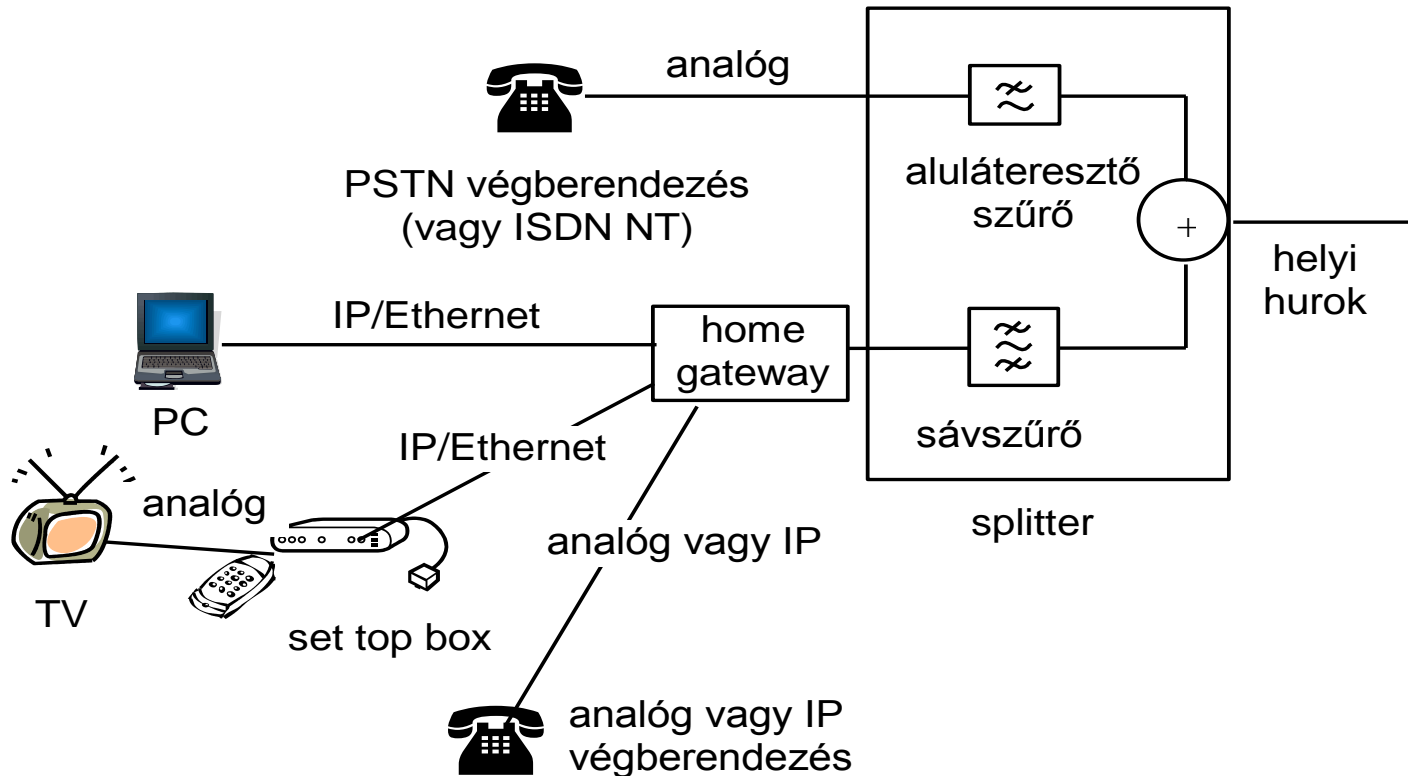 analóg
PSTN végberendezés
(vagy ISDN NT)
aluláteresztő
szűrő
+
helyi
hurok
IP/Ethernet
home
gateway
PC
sávszűrő
IP/Ethernet
analóg
splitter
analóg vagy IP
TV
set top box
analóg vagy IP
végberendezés